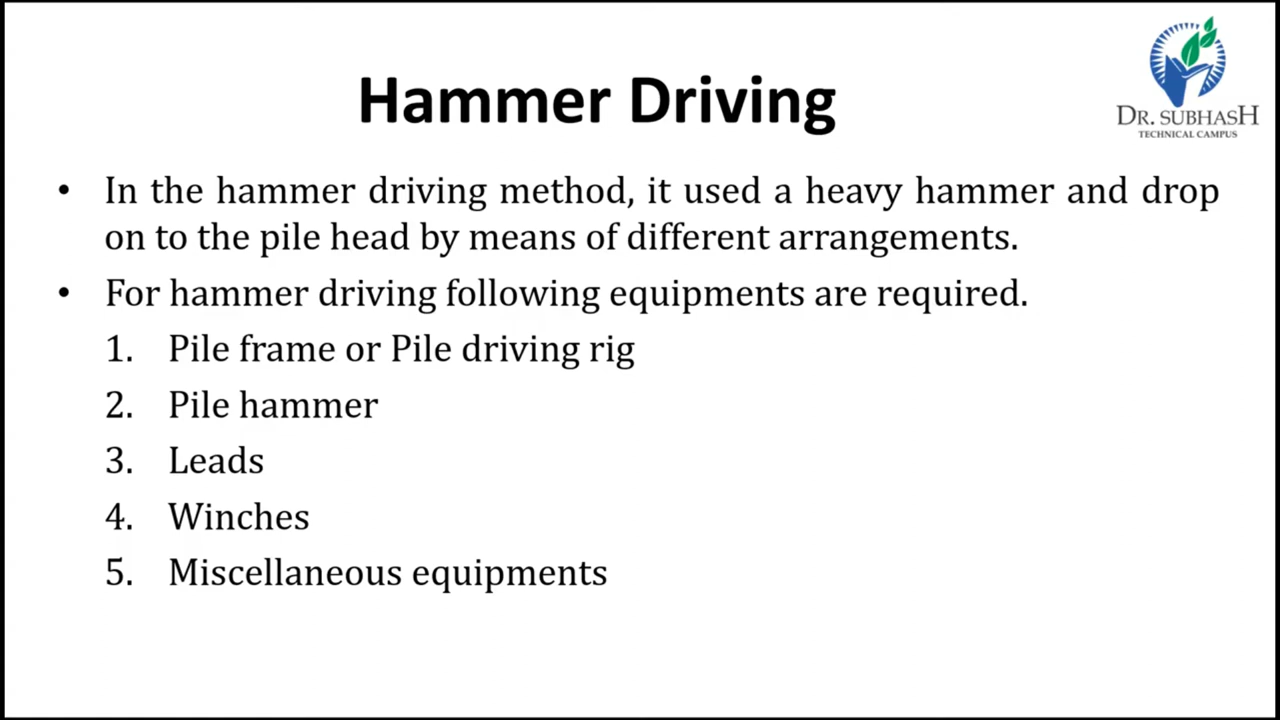 Hammer Driving
DR. SUBHASH
TECHNICAL CAMPUS
• In the hammer driving method, it used a heavy hammer and drop
on to the pile head by means of different arrangements.
• For hammer driving following equipments are required.
1. Pile frame or Pile driving rig
2. Pile hammer
3. Leads
4. Winches
5. Miscellaneous equipments